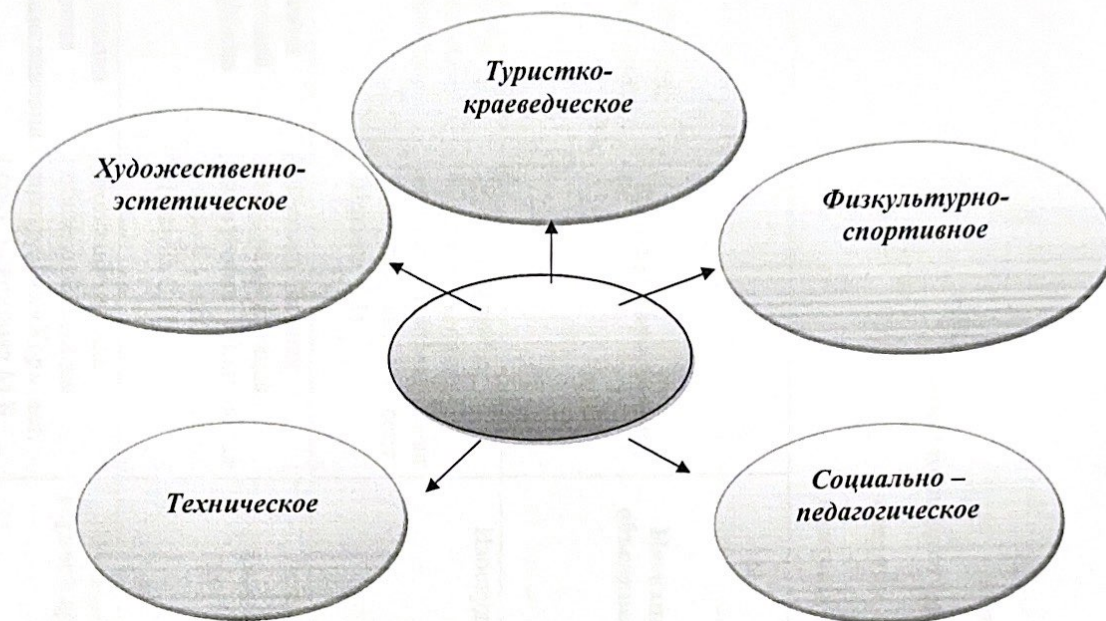 Туристко-
краеведческое
Художественно-
эстетическое
Физкультурно-
спортивное
Техническое
Социально –
педагогическое